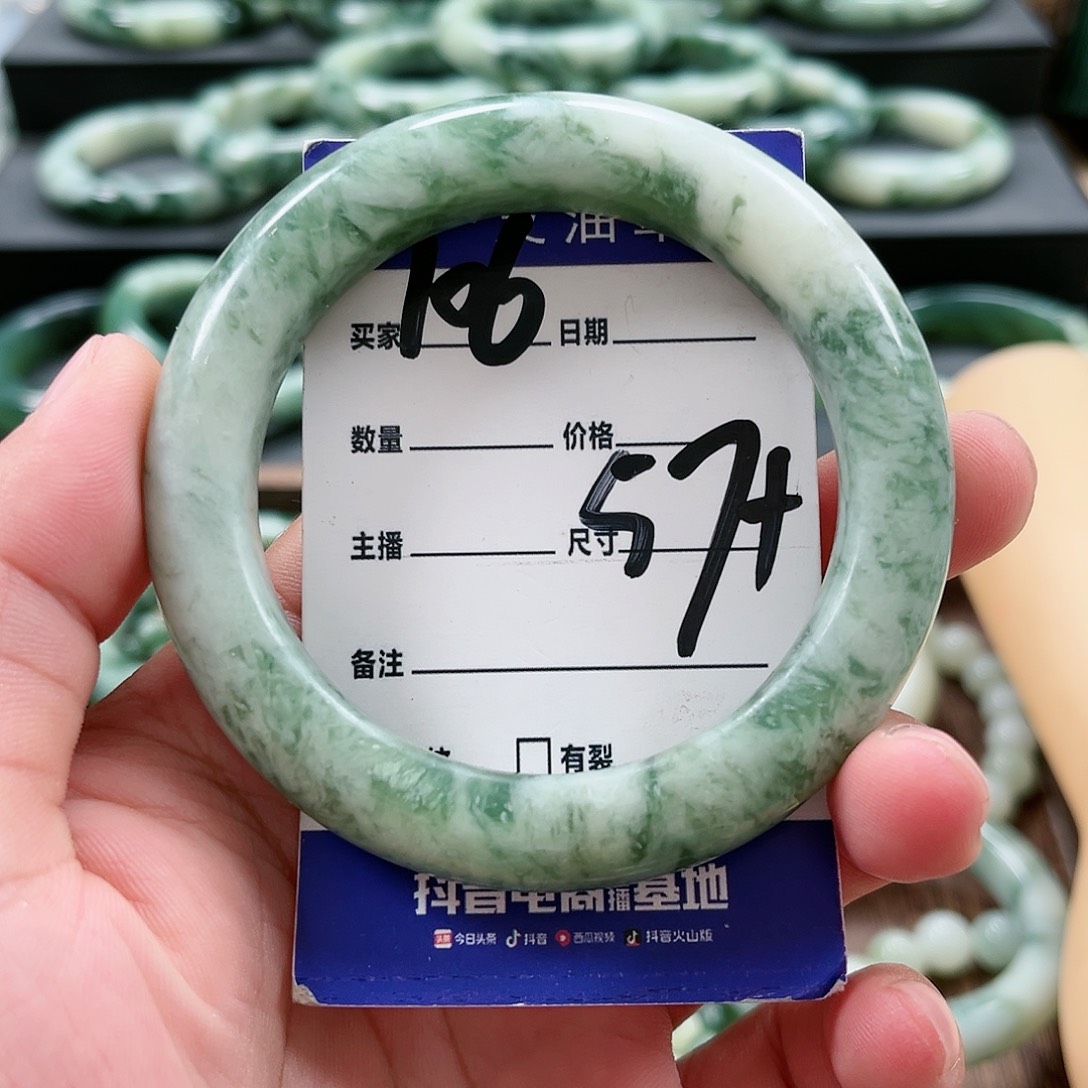 油
106
买家 日期
数量 价格
57+
主播 尺寸
备注
有裂
抖音电商直播基地
今日头条 抖音 西瓜视频 抖音火山版